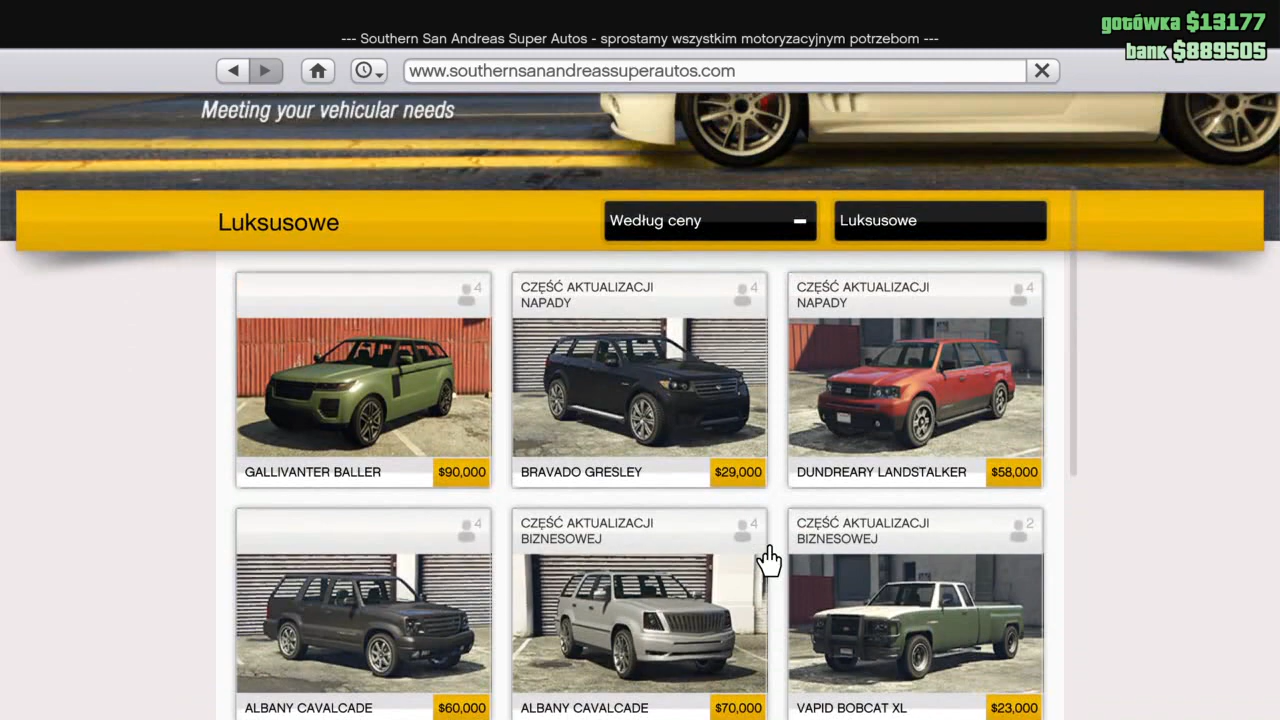 gotówka $13177
--- Southern San Andreas Super Autos - sprostamy wszystkim motoryzacyjnym potrzebom ---
bank $889505
www.southernsanandreassuperautos.com
Meeting your vehicular needs
Luksusowe
Według ceny
Luksusowe
4
CZĘŚĆ AKTUALIZACJI
NAPADY
4
CZĘŚĆ AKTUALIZACJI
NAPADY
4
GALLIVANTER BALLER
$90,000
BRAVADO GRESLEY
$29,000
DUNDREARY LANDSTALKER
$58,000
4
CZĘŚĆ AKTUALIZACJI
BIZNESOWEJ
4
CZĘŚĆ AKTUALIZACJI
BIZNESOWEJ
2
ALBANY CAVALCADE
$60,000
ALBANY CAVALCADE
$70,000
VAPID BOBCAT XL
$23,000